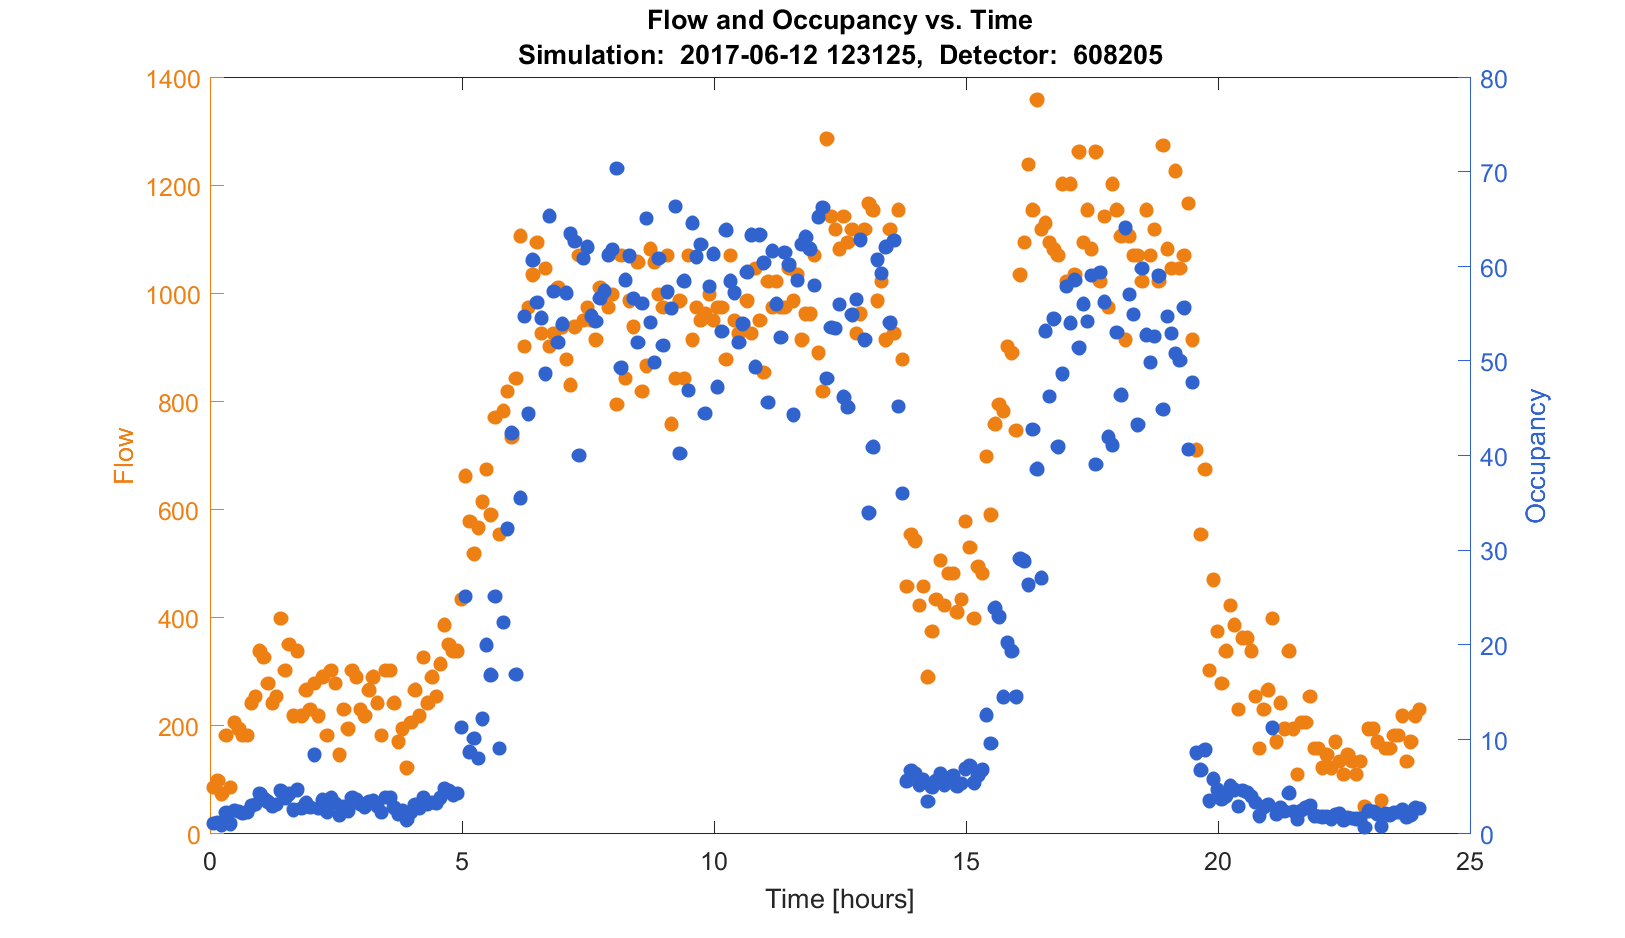 Flow and Occupancy vs. Time
Simulation:  2017-06-12 123125,  Detector:  608205
1400
1200
1000
800
600
400
200
0
Flow
80
70
60
50
40
30
20
10
0
Occupancy
0 5 10 15 20 25
Time [hours]